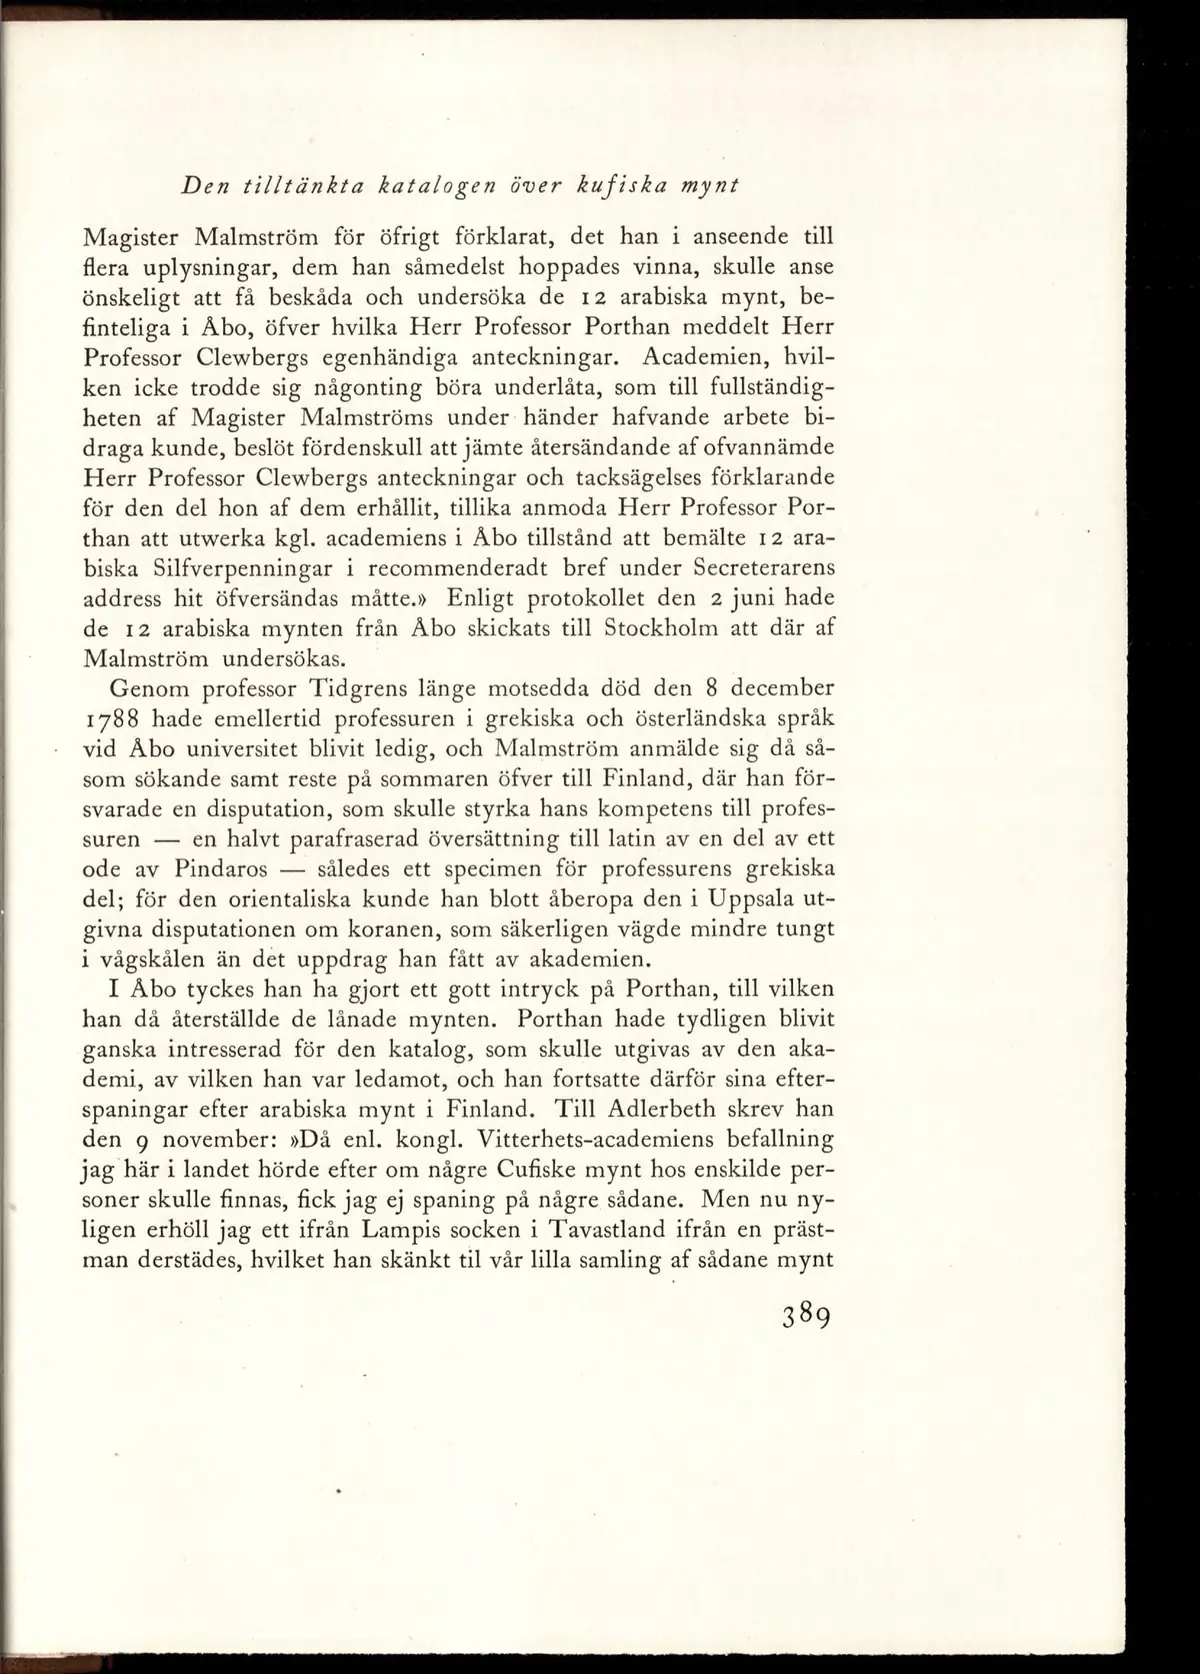 Den tilltänkta katalogen över kufiska mynt
Magister Malmström för öfrigt förklarat, det han i anseende till
flera uplysningar, dem han såmedelst hoppades vinna, skulle anse
önskeligt att få beskåda och undersöka de 12 arabiska mynt, be-
finteliga i Åbo, öfver hvilka Herr Professor Porthan meddelt Herr
Professor Clewbergs egenhändiga anteckningar. Academien, hvil-
ken icke trodde sig någonting böra underlåta, som till fullständig-
heten af Magister Malmströms under händer hafvande arbete bi-
draga kunde, beslöt fördenskull att jämte återsändande af ofvannämde
Herr Professor Clewbergs anteckningar och tacksägelses förklarande
för den del hon af dem erhållit, tillika anmoda Herr Professor Por-
than att utwerka kgl. academiens i Åbo tillstånd att bemälte 12 ara-
biska Silfverpenningar i recommenderadt bref under Secreterarens
address hit öfversändas måtte.» Enligt protokollet den 2 juni hade
de 12 arabiska mynten från Åbo skickats till Stockholm att där af
Malmström undersökas.
Genom professor Tidgrens länge motsedda död den 8 december
1788 hade emellertid professuren i grekiska och österländska språk
vid Åbo universitet blivit ledig, och Malmström anmälde sig då så-
som sökande samt reste på sommaren öfver till Finland, där han för-
svarade en disputation, som skulle styrka hans kompetens till profes-
suren — en halvt parafraserad översättning till latin av en del av ett
ode av Pindaros — således ett specimen för professurens grekiska
del; för den orientaliska kunde han blott åberopa den i Uppsala ut-
givna disputationen om koranen, som säkerligen vägde mindre tungt
i vågskålen än det uppdrag han fått av akademien.
I Åbo tyckes han ha gjort ett gott intryck på Porthan, till vilken
han då återställde de lånade mynten. Porthan hade tydligen blivit
ganska intresserad för den katalog, som skulle utgivas av den aka-
demi, av vilken han var ledamot, och han fortsatte därför sina efter-
spaningar efter arabiska mynt i Finland. Till Adlerbeth skrev han
den 9 november: »Då enl. kongl. Vitterhets-academiens befallning
jag här i landet hörde efter om någre Cufiske mynt hos enskilde per-
soner skulle finnas, fick jag ej spaning på någre sådane. Men nu ny-
ligen erhöll jag ett ifrån Lampis socken i Tavastland ifrån en präst-
man derstädes, hvilket han skänkt til vår lilla samling af sådane mynt
389